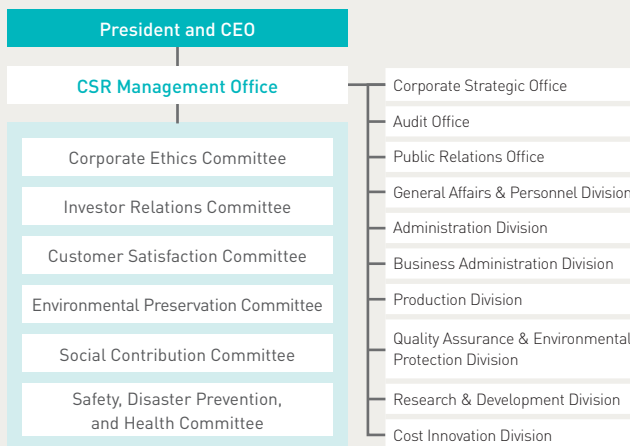 President and CEO
CSR Management Office
Corporate Ethics Committee
Investor Relations Committee
Customer Satisfaction Committee
Environmental Preservation Committee
Social Contribution Committee
Safety, Disaster Prevention,
and Health Committee
Corporate Strategic Office
Audit Office
Public Relations Office
General Affairs & Personnel Division
Administration Division
Business Administration Division
Production Division
Quality Assurance & Environmental
Protection Division
Research & Development Division
Cost Innovation Division